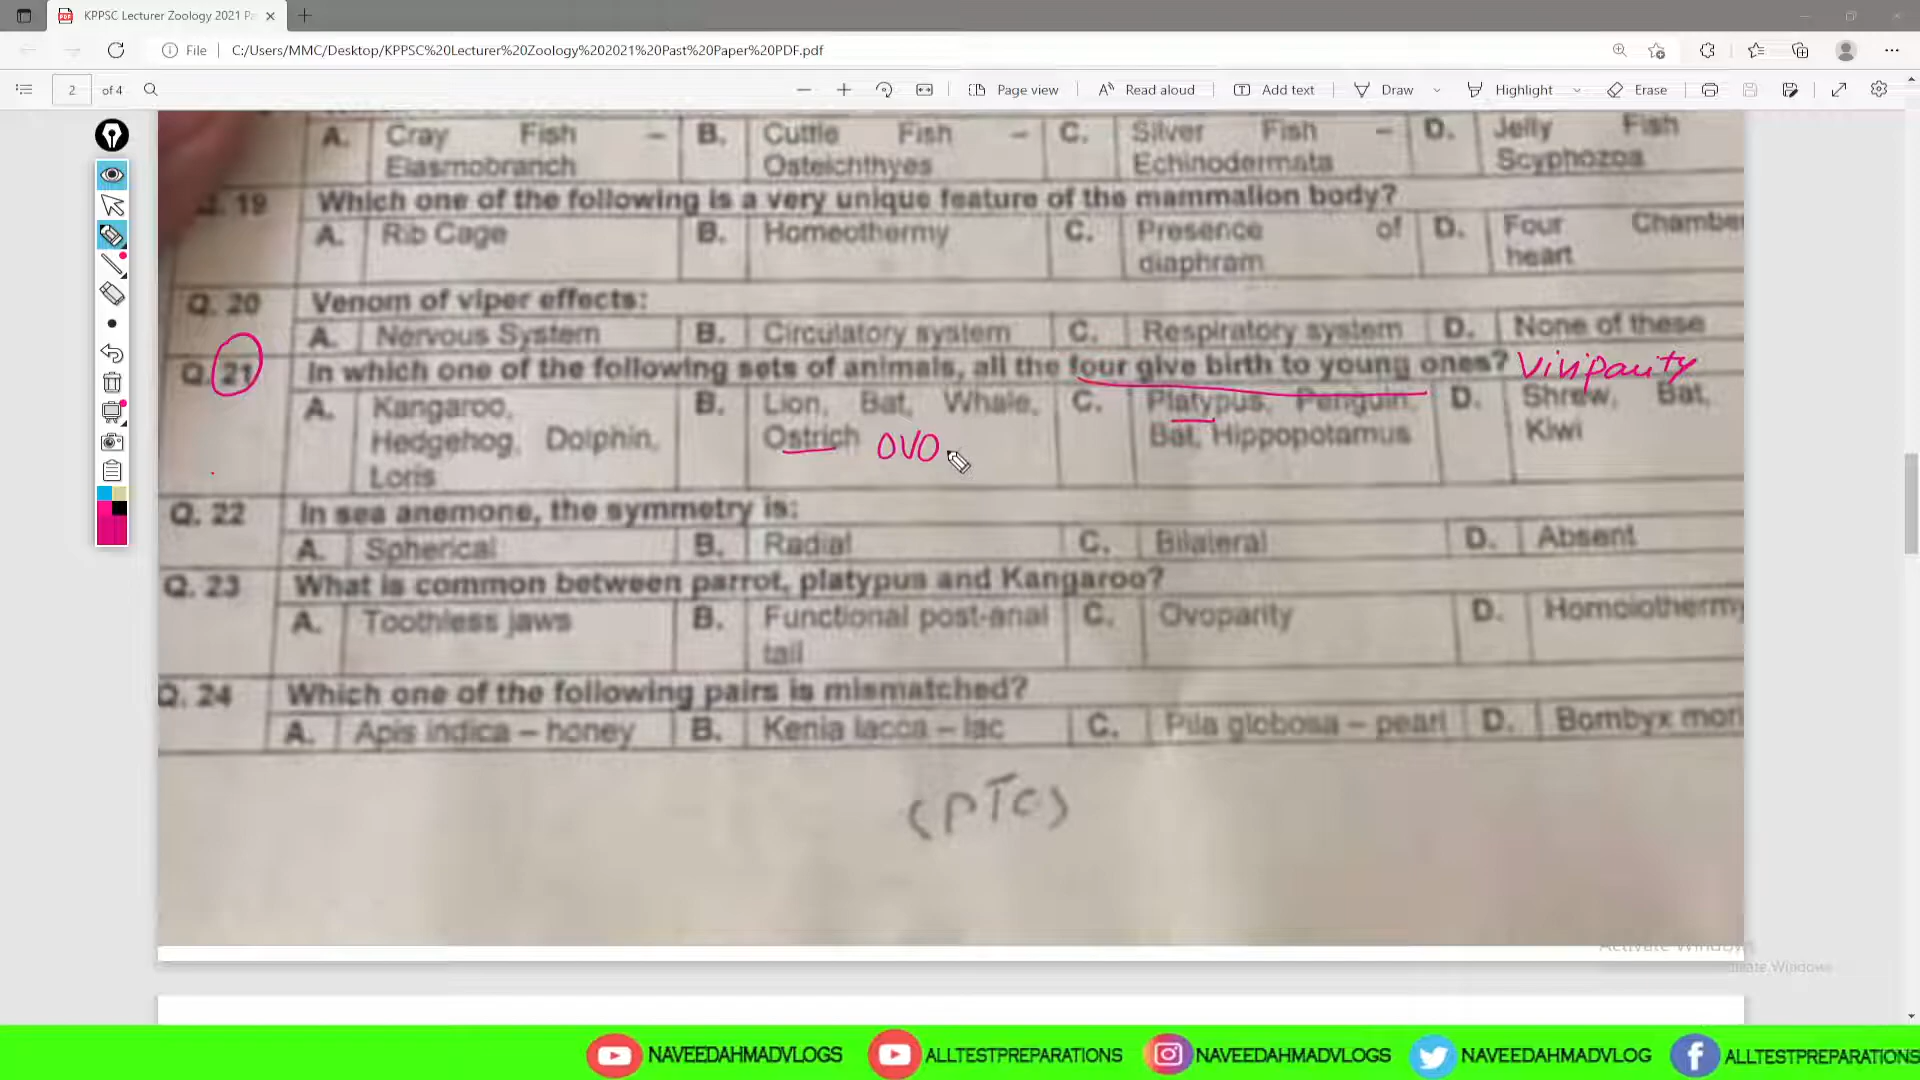 KPPSC Lecturer Zoology 2021 Pa
File C:/Users/MMC/Desktop/KPPSC%20Lecturer%20Zoology%202021%20Past%20Paper%20PDF.pdf
2 of 4 Page view Read aloud Add text Draw Highlight Erase
A. Cray Fish – Elasmobranch B. Cuttle Fish – Osteichthyes C. Silver Fish – Echinodermata D. Jelly Fish Scyphozoa
19 Which one of the following is a very unique feature of the mammalion body?
A. Rib Cage B. Homeothermy C. Presence of diaphram D. Four Chambe heart
Q. 20 Venom of viper effects:
A. Nervous System B. Circulatory system C. Respiratory system D. None of these
Q. 21 In which one of the following sets of animals, all the four give birth to young ones? Viviparity
A. Kangaroo, Hedgehog, Dolphin, Loris B. Lion, Bat, Whale, Ostrich OVO C. Platypus, Penguin, Bat, Hippopotamus D. Shrew, Bat, Kiwi
Q. 22 In sea anemone, the symmetry is:
A. Spherical B. Radial C. Bilateral D. Absent
Q. 23 What is common between parrot, platypus and Kangaroo?
A. Toothless jaws B. Functional post-anal tail C. Ovoparity D. Homoiotherm
Q. 24 Which one of the following pairs is mismatched?
A. Apis indica – honey B. Kenia lacca – lac C. Pila globosa – pearl D. Bombyx mori
(PTC)
NAVEEDAHMADVLOGS ALLTESTPREPARATIONS NAVEEDAHMADVLOGS NAVEEDAHMADVLOG ALLTESTPREPARATIONS